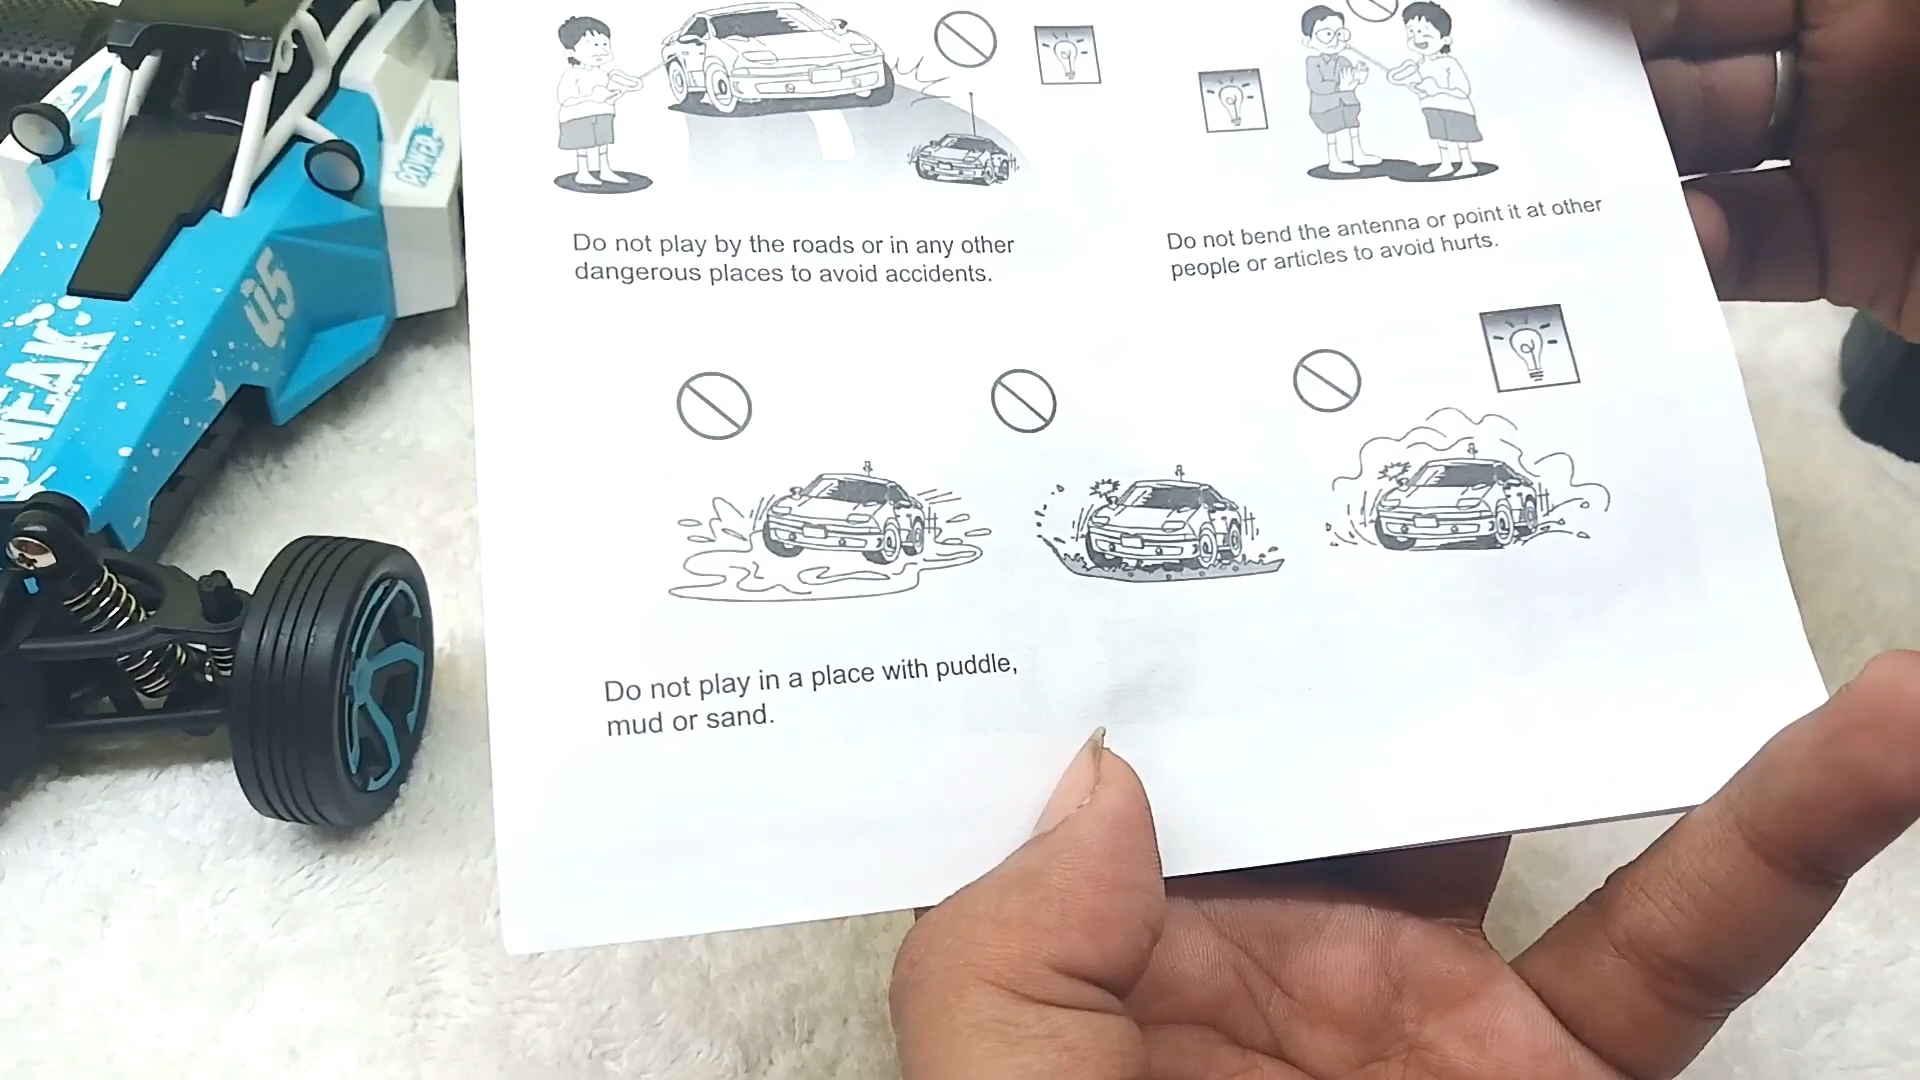 Do not play by the roads or in any other
dangerous places to avoid accidents.
Do not bend the antenna or point it at other
people or articles to avoid hurts.
Do not play in a place with puddle,
mud or sand.
POWER
U5